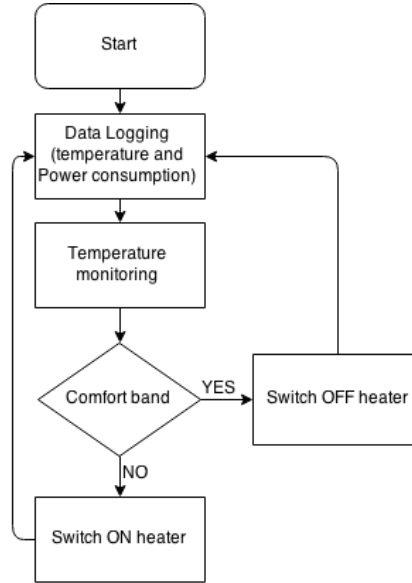 Start
Data Logging
(temperature and
Power consumption)
Temperature
monitoring
Comfort band
YES
Switch OFF heater
NO
Switch ON heater